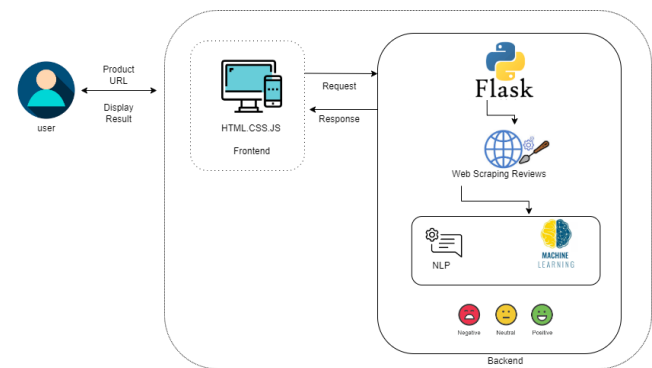 Product
URL
Display
Result
user
HTML.CSS.JS
Frontend
Request
Response
Flask
Web Scraping Reviews
NLP
MACHINE
LEARNING
Negative
Neutral
Positive
Backend